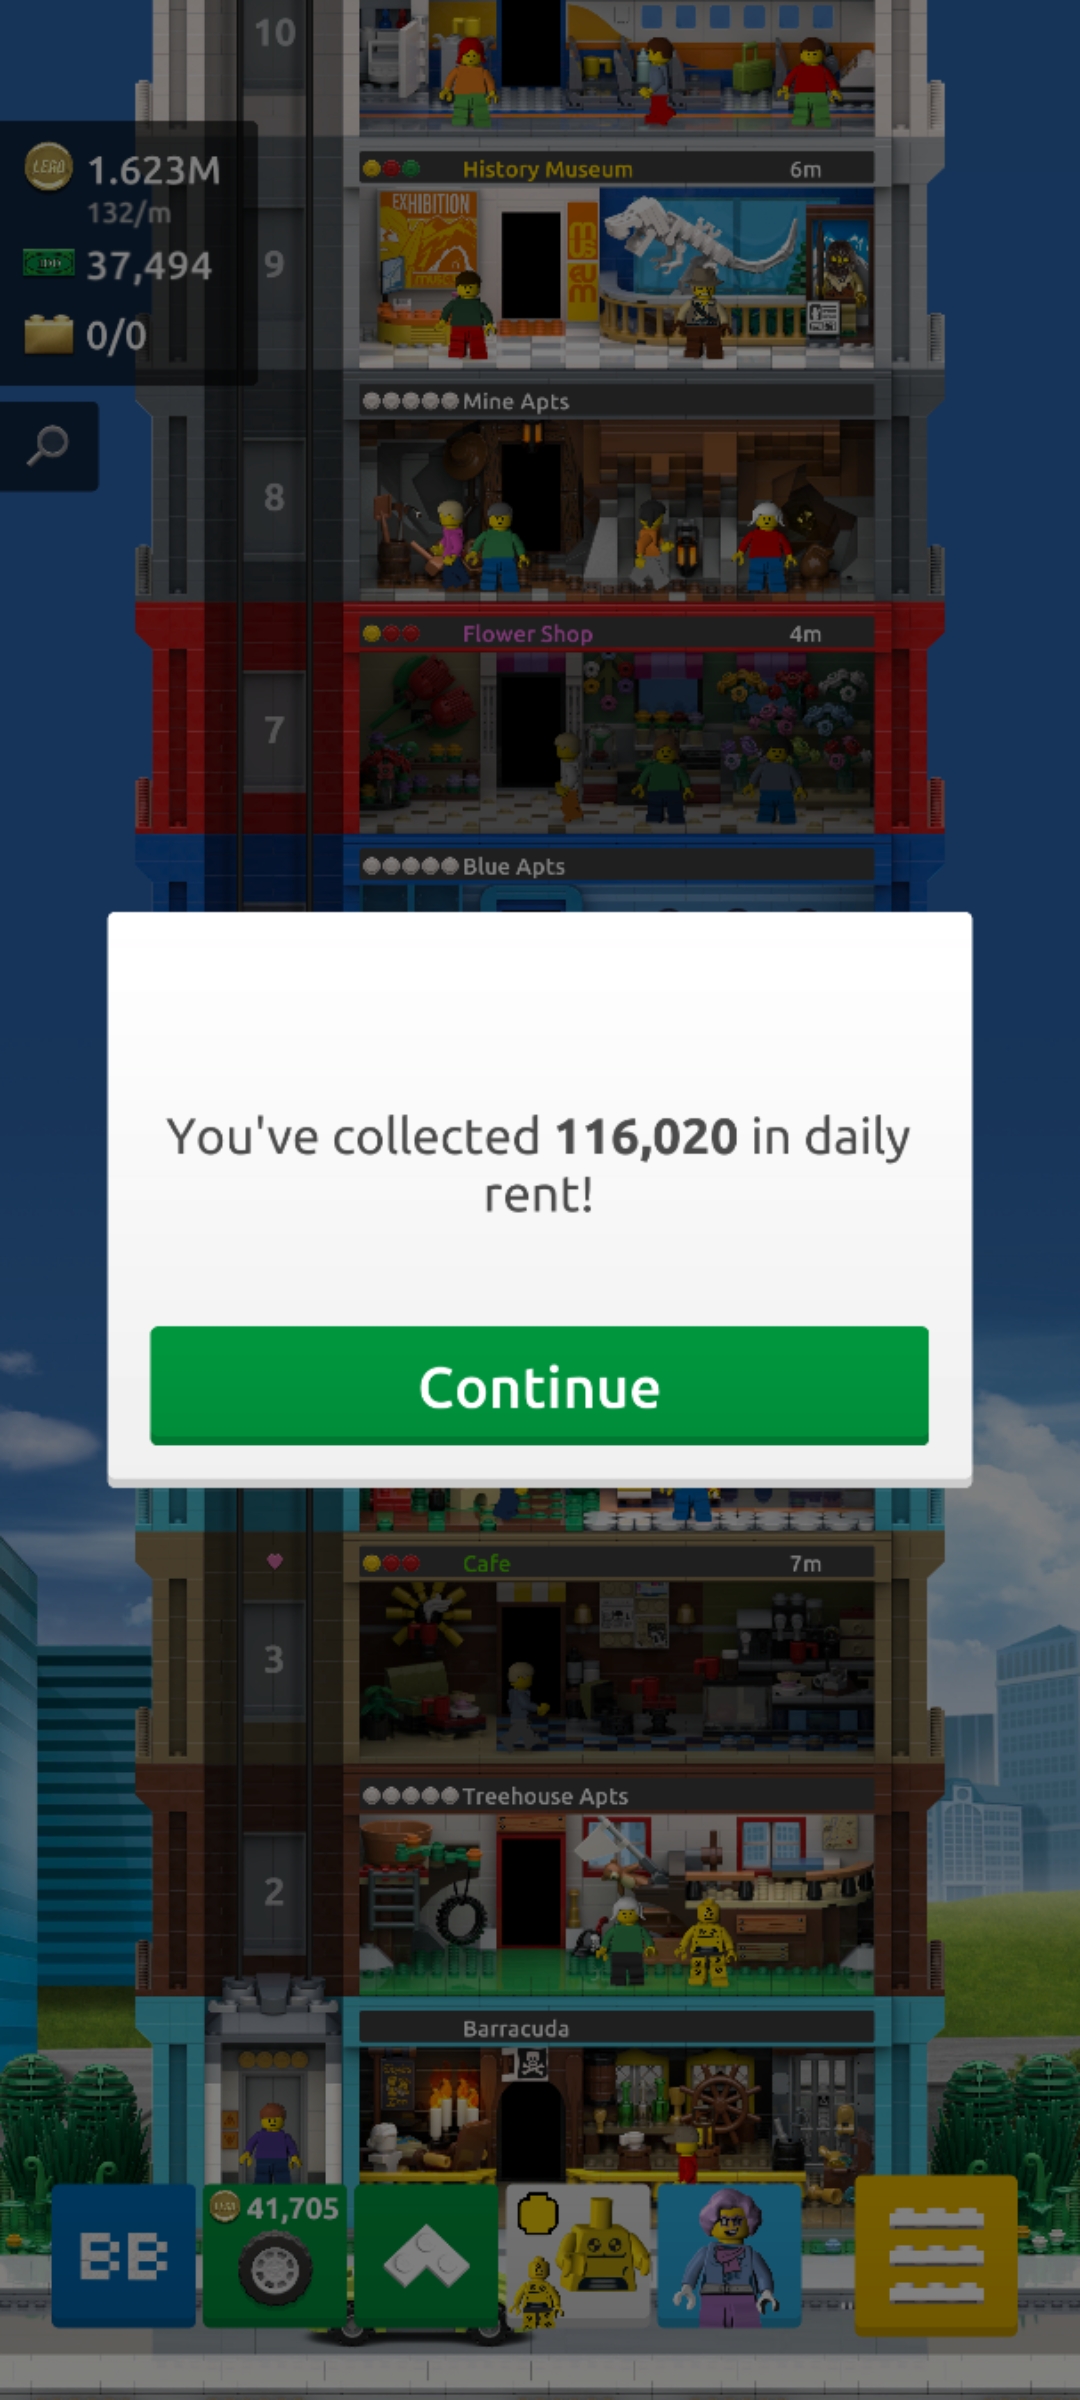 10
LEGO 1.623M
132/m
37,494
0/0
History Museum 6m
EXHIBITION
9
Mine Apts
8
Flower Shop 4m
7
Blue Apts
You've collected 116,020 in daily
rent!
Continue
Cafe 7m
3
Treehouse Apts
2
Barracuda
BB
41,705